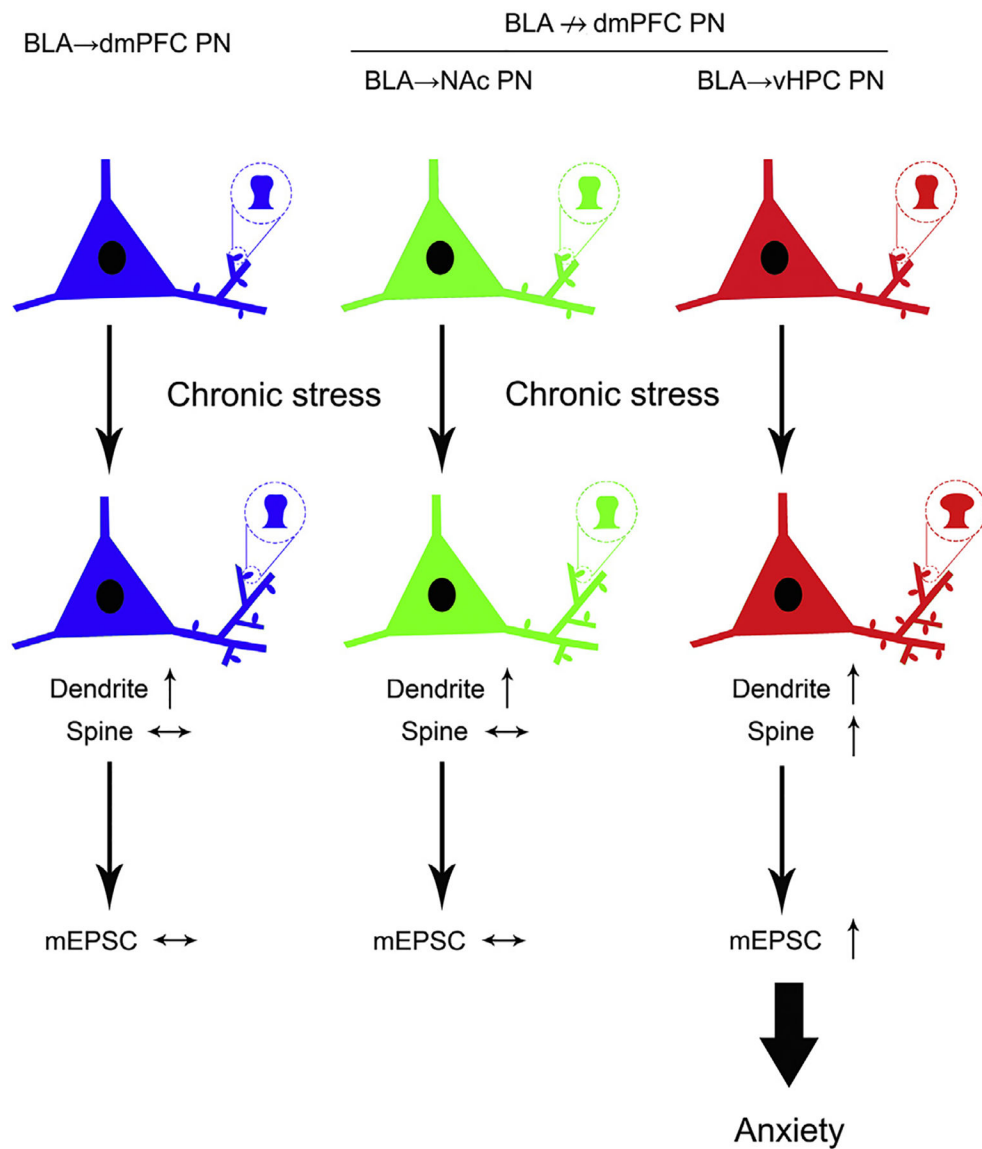 BLA→dmPFC PN
BLA ↛ dmPFC PN
BLA→NAc PN
BLA→vHPC PN
Chronic stress
Chronic stress
Dendrite ↑
Spine ↔
Dendrite ↑
Spine ↔
Dendrite ↑
Spine ↑
mEPSC ↔
mEPSC ↔
mEPSC ↑
Anxiety